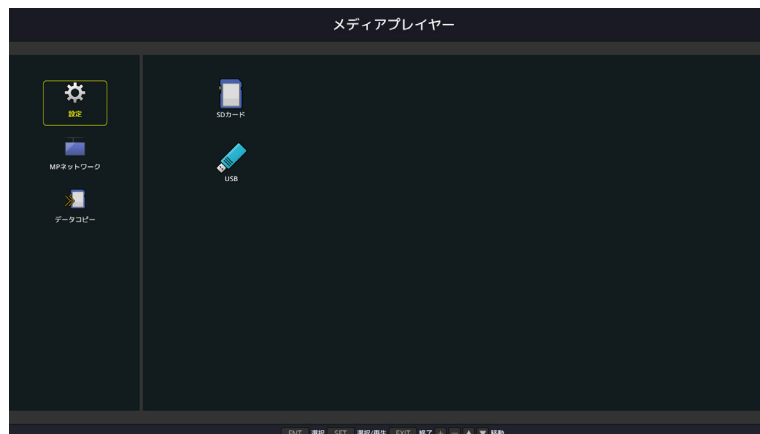 メディアプレイヤー
設定
MPネットワーク
データコピー
SDカード
USB
ENT 選択 SET 選択/再生 EXIT 終了 + − ▲ ▼ 移動